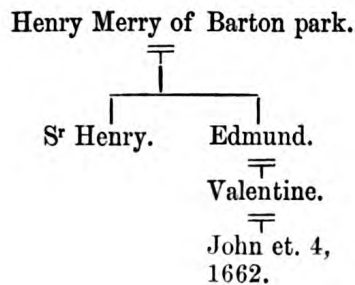 Henry Merry of Barton park.
Sr Henry. Edmund.
Valentine.
John et. 4,
1662.